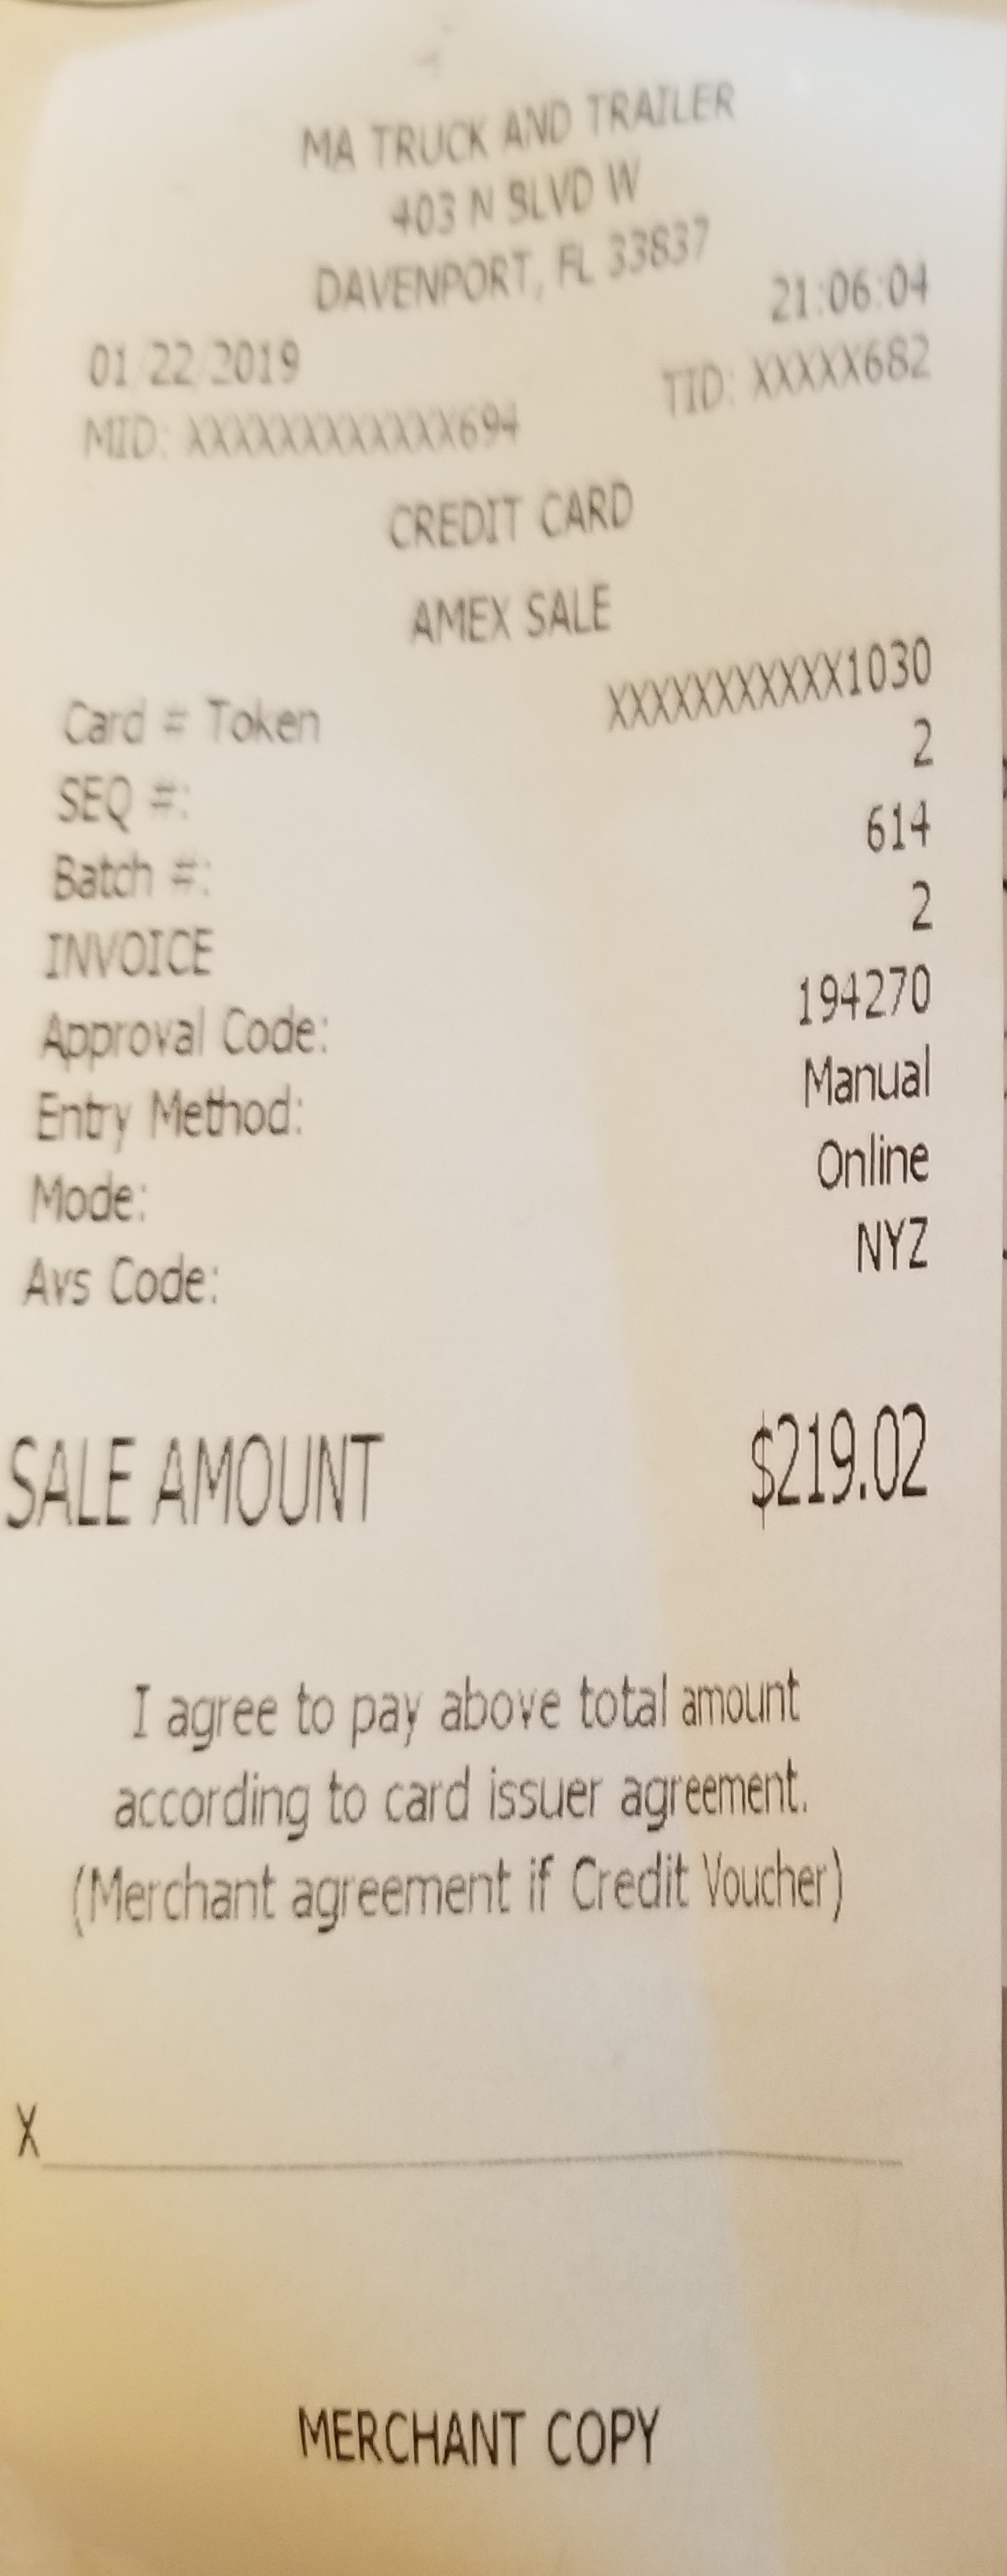 MA TRUCK AND TRAILER
403 N BLVD W
DAVENPORT, FL 33837
01/22/2019 21:06:04
MID: XXXXXXXXXXXX694 TID: XXXXX682
CREDIT CARD
AMEX SALE
Card # Token XXXXXXXXXXX1030
SEQ #: 2
Batch #: 614
INVOICE 2
Approval Code: 194270
Entry Method: Manual
Mode: Online
Avs Code: NYZ
SALE AMOUNT $219.02
I agree to pay above total amount
according to card issuer agreement.
(Merchant agreement if Credit Voucher)
X
MERCHANT COPY